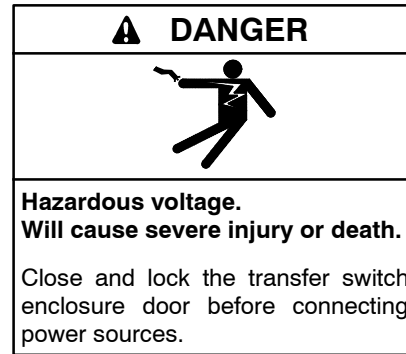 DANGER
Hazardous voltage.
Will cause severe injury or death.
Close and lock the transfer switch
enclosure door before connecting
power sources.